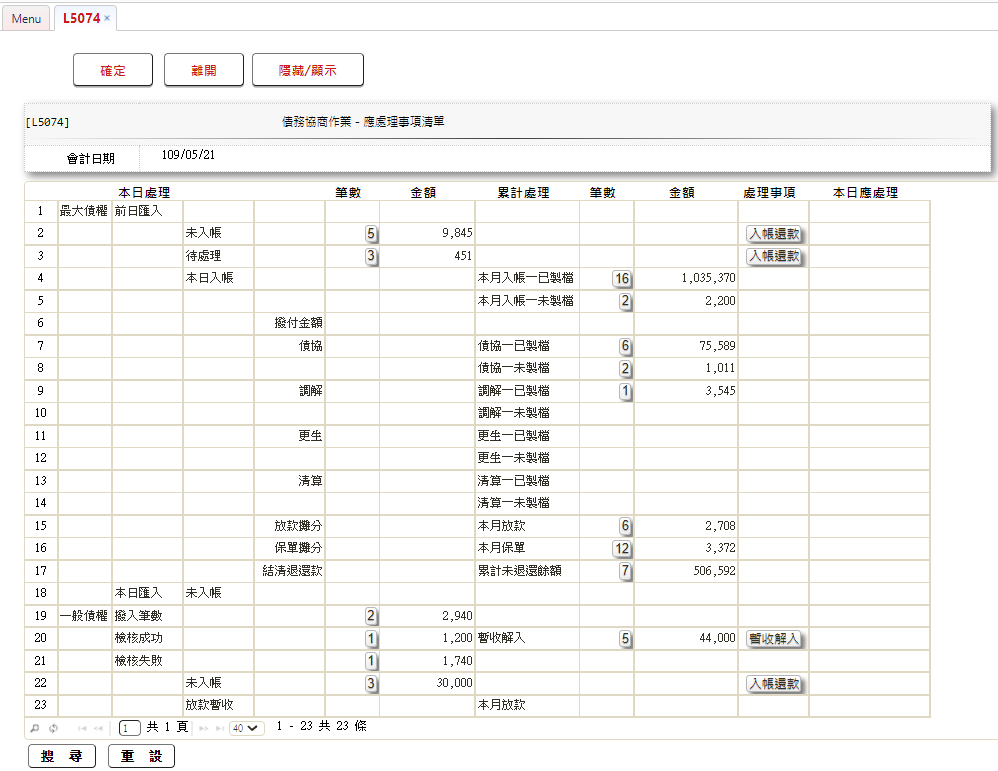 Menu L5074 ×
確定 離開 隱藏/顯示
[L5074] 債務協商作業 - 應處理事項清單
會計日期 109/05/21
本日處理 筆數 金額 累計處理 筆數 金額 處理事項 本日應處理
1 最大債權 前日匯入
2 未入帳 5 9,845 入帳還款
3 待處理 3 451 入帳還款
4 本日入帳 本月入帳一已製檔 16 1,035,370
5 本月入帳一未製檔 2 2,200
6 撥付金額
7 債協 債協一已製檔 6 75,589
8 債協一未製檔 2 1,011
9 調解 調解一已製檔 1 3,545
10 調解一未製檔
11 更生 更生一已製檔
12 更生一未製檔
13 清算 清算一已製檔
14 清算一未製檔
15 放款攤分 本月放款 6 2,708
16 保單攤分 本月保單 12 3,372
17 結清退還款 累計未退還餘額 7 506,592
18 本日匯入 未入帳
19 一般債權 撥入筆數 2 2,940
20 檢核成功 1 1,200 暫收解入 5 44,000 暫收解入
21 檢核失敗 1 1,740
22 未入帳 3 30,000 入帳還款
23 放款暫收 本月放款
1 共 1 頁 40 1 - 23 共 23 條
搜 尋 重 設